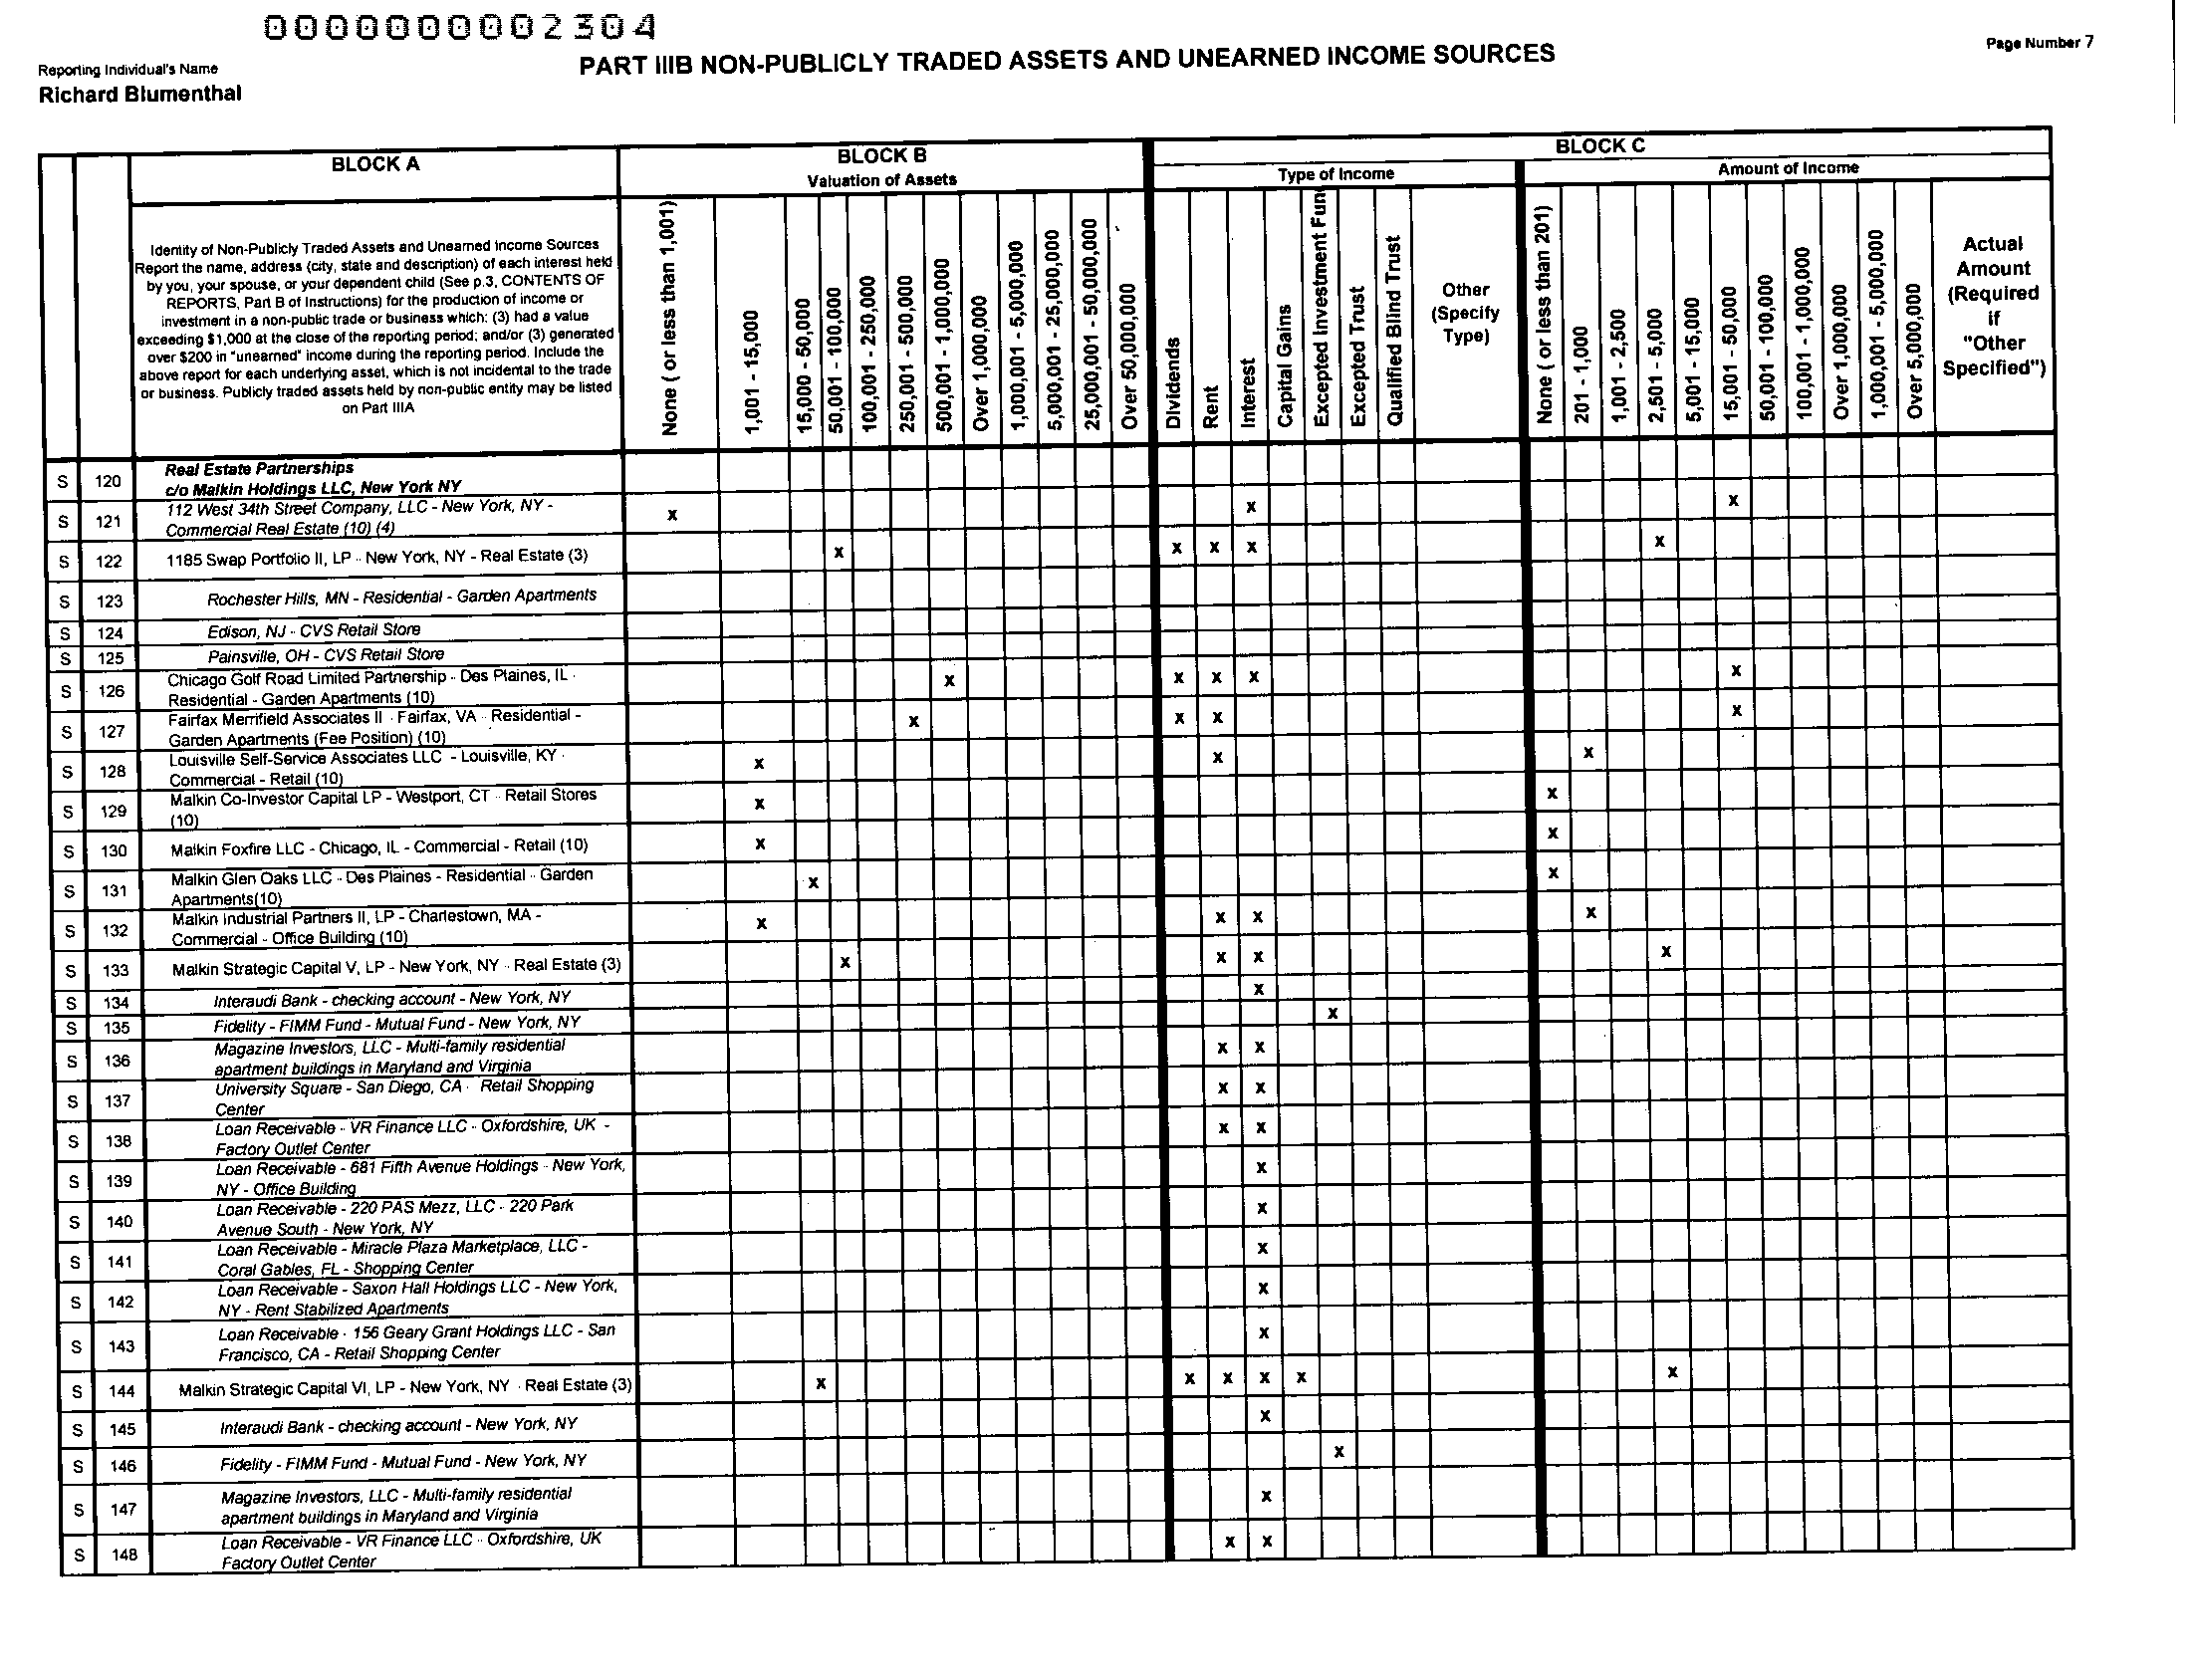 0000000002304
Page Number 7
Reporting Individual's Name
PART IIIB NON-PUBLICLY TRADED ASSETS AND UNEARNED INCOME SOURCES
Richard Blumenthal
BLOCK A
BLOCK B
BLOCK C
Valuation of Assets
Type of Income
Amount of Income
Identity of Non-Publicly Traded Assets and Unearned Income Sources
Report the name, address (city, state and description) of each interest held
by you, your spouse, or your dependent child (See p.3, CONTENTS OF
REPORTS, Part B of Instructions) for the production of income or
investment in a non-public trade or business which: (3) had a value
exceeding $1,000 at the close of the reporting period; and/or (3) generated
over $200 in "unearned" income during the reporting period. Include the
above report for each underlying asset, which is not incidental to the trade
or business. Publicly traded assets held by non-public entity may be listed
on Part IIIA
None ( or less than 1,001)
1,001 - 15,000
15,000 - 50,000
50,001 - 100,000
100,001 - 250,000
250,001 - 500,000
500,001 - 1,000,000
Over 1,000,000
1,000,001 - 5,000,000
5,000,001 - 25,000,000
25,000,001 - 50,000,000
Over 50,000,000
Dividends
Rent
Interest
Capital Gains
Excepted Investment Fund
Excepted Trust
Qualified Blind Trust
Other
(Specify
Type)
None ( or less than 201)
201 - 1,000
1,001 - 2,500
2,501 - 5,000
5,001 - 15,000
15,001 - 50,000
50,001 - 100,000
100,001 - 1,000,000
Over 1,000,000
1,000,001 - 5,000,000
Over 5,000,000
Actual
Amount
(Required
if
"Other
Specified")
S 120 Real Estate Partnerships
c/o Malkin Holdings LLC, New York NY
S 121 112 West 34th Street Company, LLC - New York, NY -
Commercial Real Estate (10) (4) x x x
S 122 1185 Swap Portfolio II, LP - New York, NY - Real Estate (3) x x x x x
S 123 Rochester Hills, MN - Residential - Garden Apartments
S 124 Edison, NJ - CVS Retail Store
S 125 Painsville, OH - CVS Retail Store
S 126 Chicago Golf Road Limited Partnership - Des Plaines, IL -
Residential - Garden Apartments (10) x x x x x
S 127 Fairfax Merrifield Associates II - Fairfax, VA - Residential -
Garden Apartments (Fee Position) (10) x x x x
S 128 Louisville Self-Service Associates LLC - Louisville, KY -
Commercial - Retail (10) x x x
S 129 Malkin Co-Investor Capital LP - Westport, CT - Retail Stores
(10) x x
S 130 Malkin Foxfire LLC - Chicago, IL - Commercial - Retail (10) x x
S 131 Malkin Glen Oaks LLC - Des Plaines - Residential - Garden
Apartments(10) x x
S 132 Malkin Industrial Partners II, LP - Charlestown, MA -
Commercial - Office Building (10) x x x x
S 133 Malkin Strategic Capital V, LP - New York, NY - Real Estate (3) x x x x
S 134 Interaudi Bank - checking account - New York, NY x
S 135 Fidelity - FIMM Fund - Mutual Fund - New York, NY x
S 136 Magazine Investors, LLC - Multi-family residential
apartment buildings in Maryland and Virginia x x
S 137 University Square - San Diego, CA - Retail Shopping
Center x x
S 138 Loan Receivable - VR Finance LLC - Oxfordshire, UK -
Factory Outlet Center x x
S 139 Loan Receivable - 681 Fifth Avenue Holdings - New York,
NY - Office Building x
S 140 Loan Receivable - 220 PAS Mezz, LLC - 220 Park
Avenue South - New York, NY x
S 141 Loan Receivable - Miracle Plaza Marketplace, LLC -
Coral Gables, FL - Shopping Center x
S 142 Loan Receivable - Saxon Hall Holdings LLC - New York,
NY - Rent Stabilized Apartments x
S 143 Loan Receivable - 156 Geary Grant Holdings LLC - San
Francisco, CA - Retail Shopping Center x
S 144 Malkin Strategic Capital VI, LP - New York, NY - Real Estate (3) x x x x x x
S 145 Interaudi Bank - checking account - New York, NY x
S 146 Fidelity - FIMM Fund - Mutual Fund - New York, NY x
S 147 Magazine Investors, LLC - Multi-family residential
apartment buildings in Maryland and Virginia x
S 148 Loan Receivable - VR Finance LLC - Oxfordshire, UK
Factory Outlet Center x x